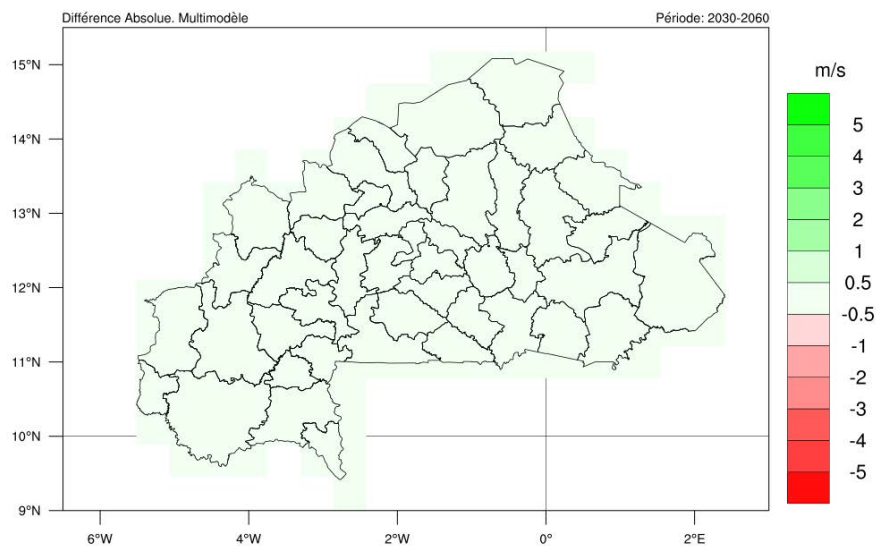 Différence Absolue. Multimodèle
Période: 2030-2060
m/s
15°N
14°N
13°N
12°N
11°N
10°N
9°N
6°W
4°W
2°W
0°
2°E
5
4
3
2
1
0.5
-0.5
-1
-2
-3
-4
-5